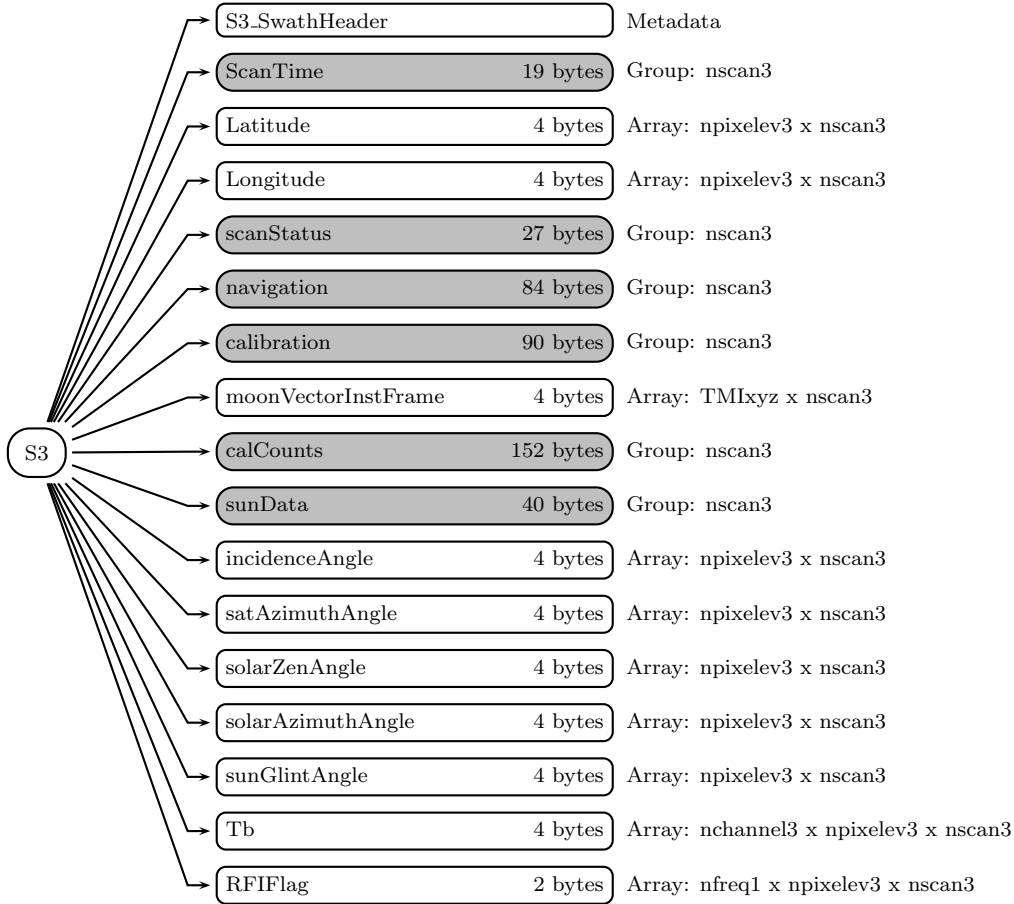 S3_SwathHeader Metadata
ScanTime 19 bytes Group: nscan3
Latitude 4 bytes Array: npixelev3 x nscan3
Longitude 4 bytes Array: npixelev3 x nscan3
scanStatus 27 bytes Group: nscan3
navigation 84 bytes Group: nscan3
calibration 90 bytes Group: nscan3
moonVectorInstFrame 4 bytes Array: TMIxyz x nscan3
S3
calCounts 152 bytes Group: nscan3
sunData 40 bytes Group: nscan3
incidenceAngle 4 bytes Array: npixelev3 x nscan3
satAzimuthAngle 4 bytes Array: npixelev3 x nscan3
solarZenAngle 4 bytes Array: npixelev3 x nscan3
solarAzimuthAngle 4 bytes Array: npixelev3 x nscan3
sunGlintAngle 4 bytes Array: npixelev3 x nscan3
Tb 4 bytes Array: nchannel3 x npixelev3 x nscan3
RFIFlag 2 bytes Array: nfreq1 x npixelev3 x nscan3